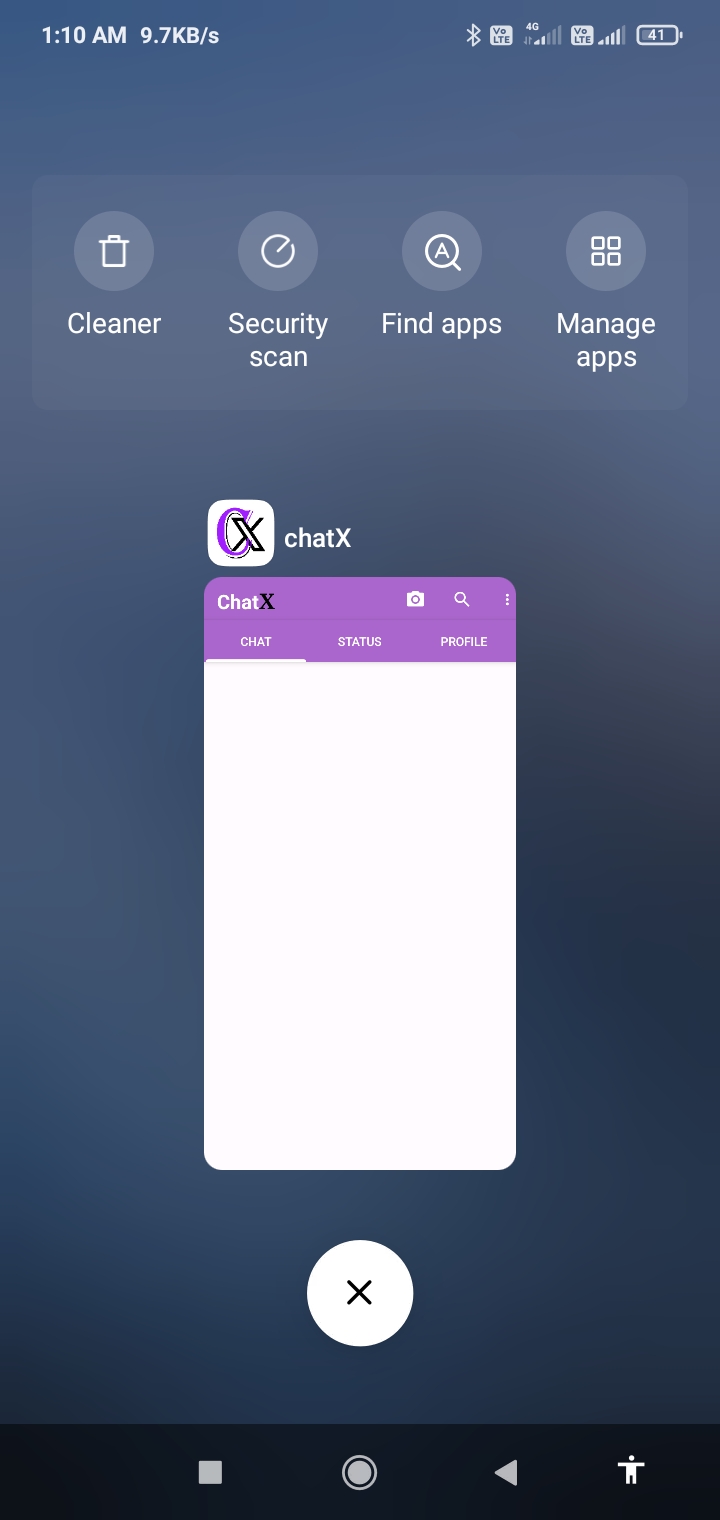 1:10 AM 9.7KB/s
Vo LTE 4G Vo LTE 41
Cleaner Security scan Find apps Manage apps
CX chatX
ChatX
CHAT STATUS PROFILE